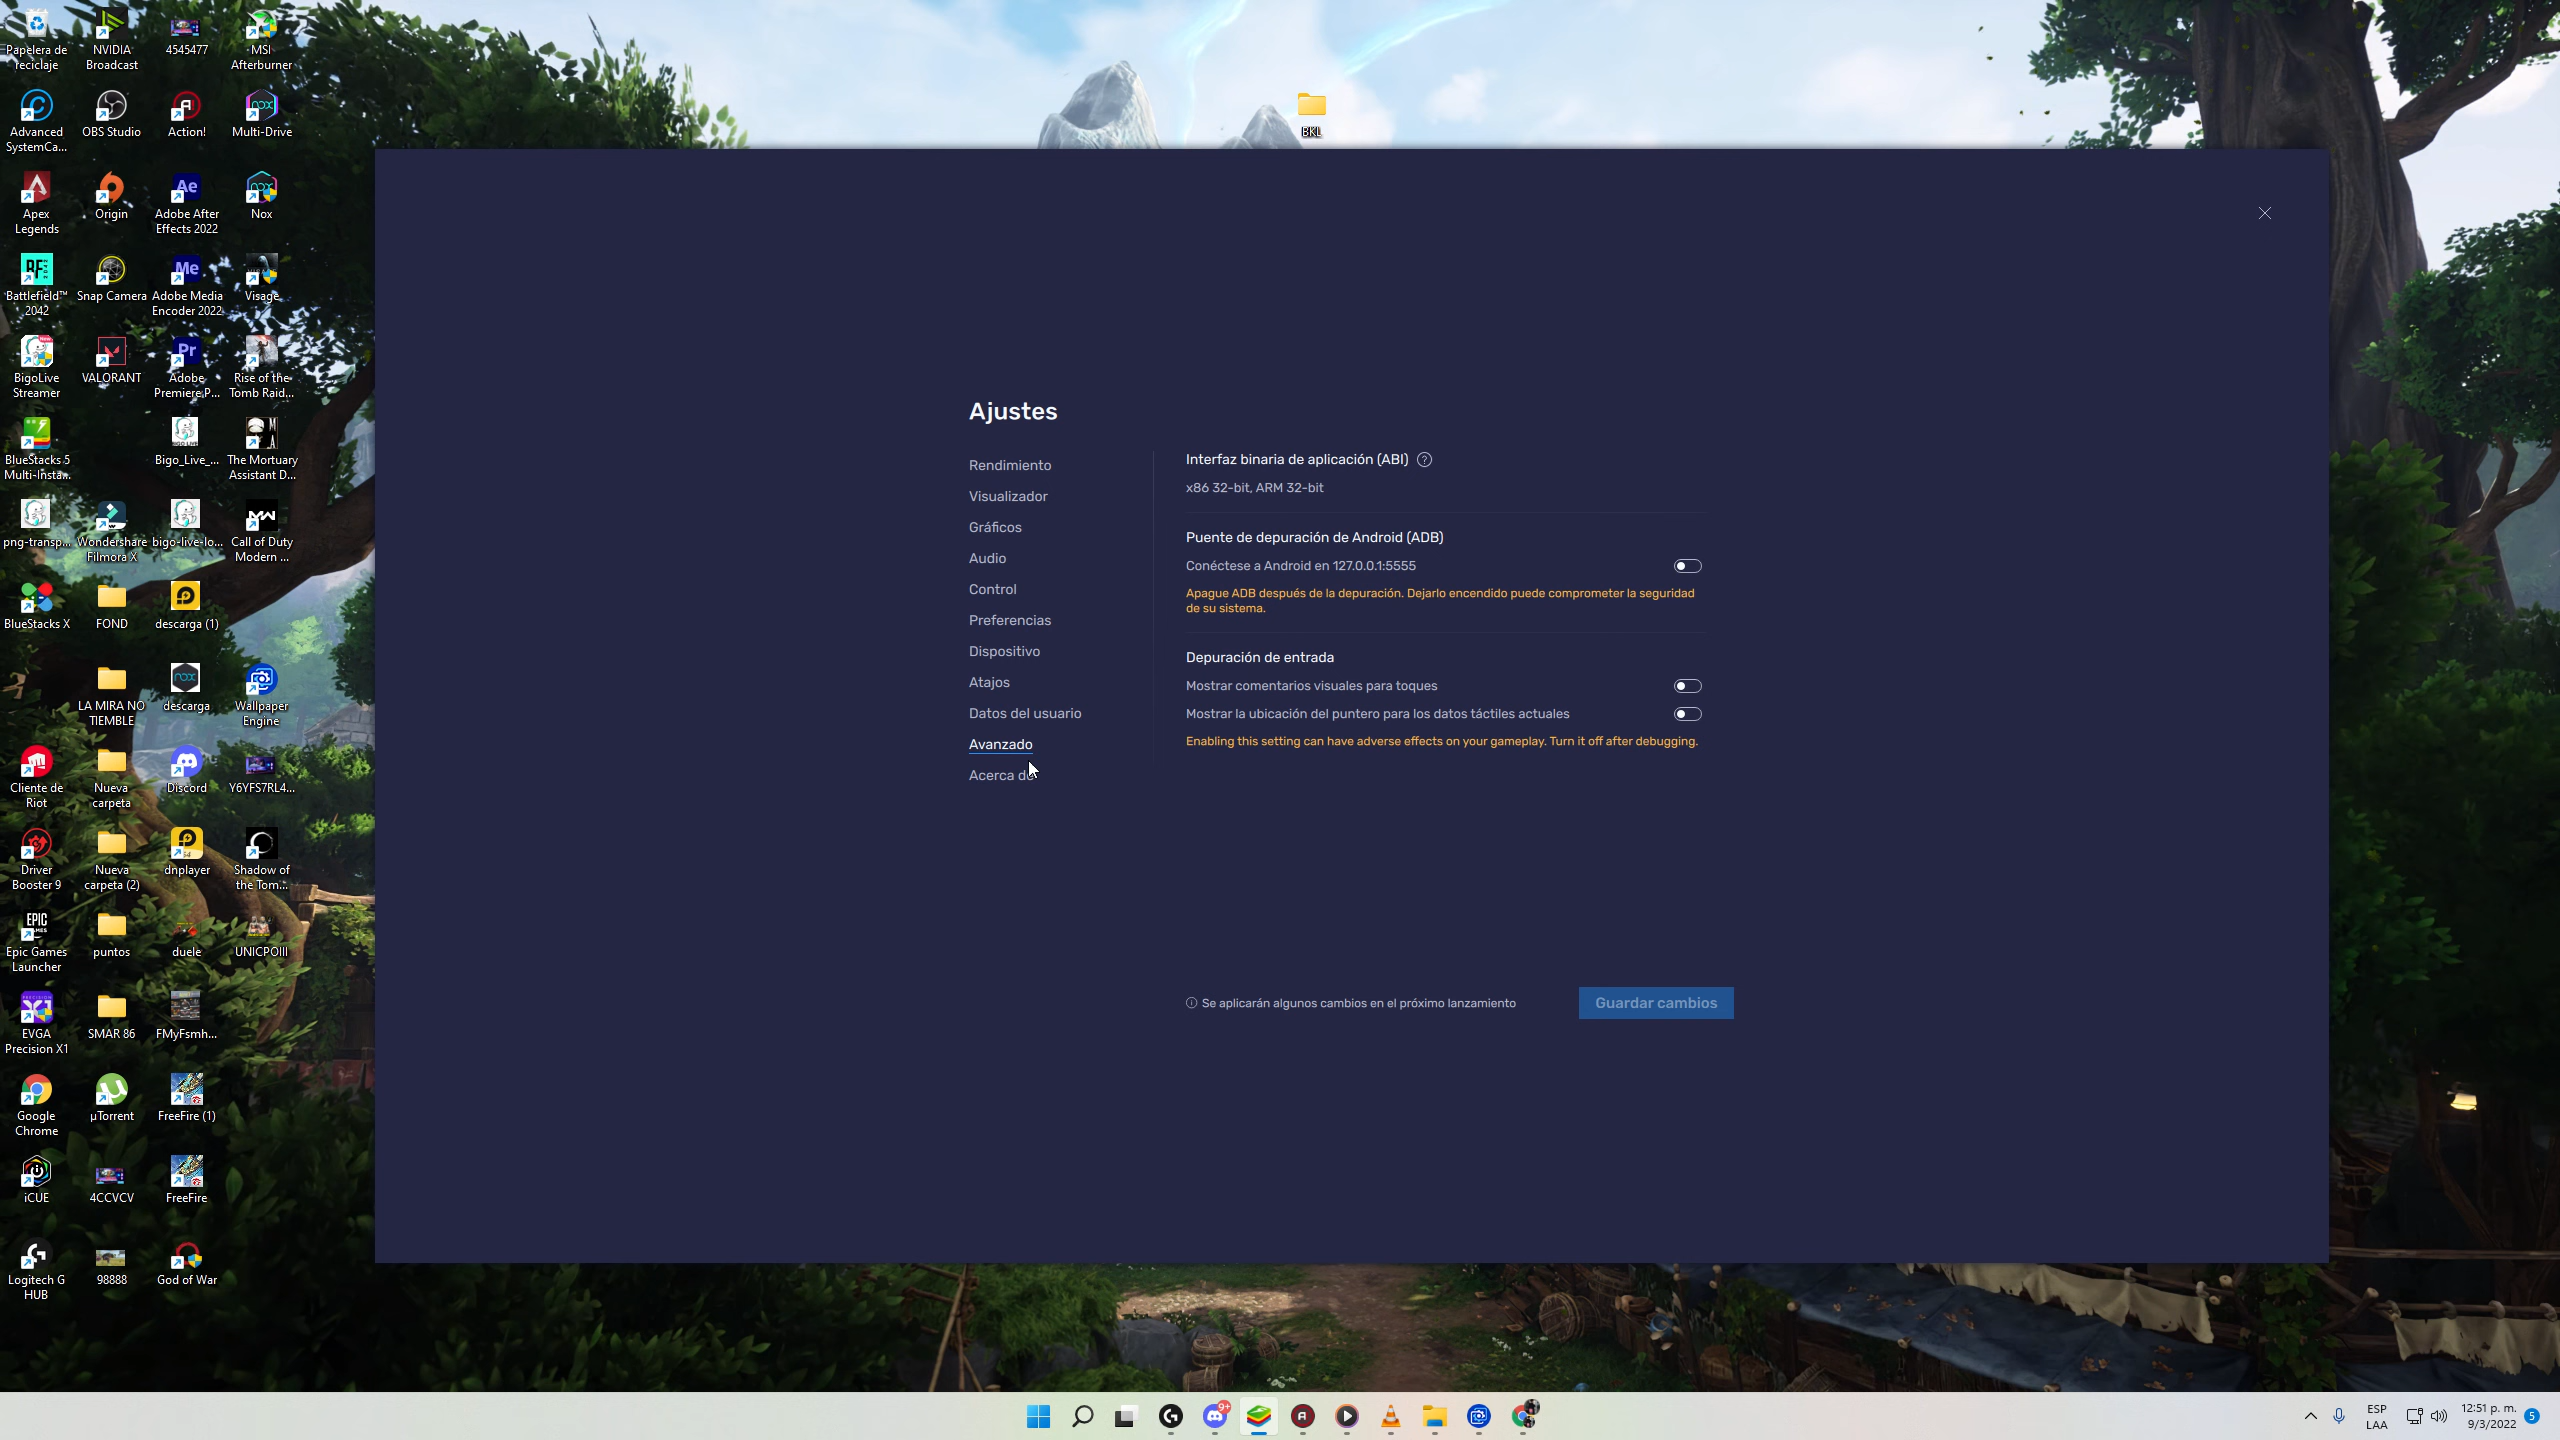 Papelera de
reciclaje
NVIDIA
Broadcast
4545477
MSI
Afterburner
Advanced
SystemCa...
OBS Studio
Action!
Multi-Drive
BKL
Apex
Legends
Origin
Adobe After
Effects 2022
Nox
Battlefield™
2042
Snap Camera
Adobe Media
Encoder 2022
Visage
BigoLive
Streamer
VALORANT
Adobe
Premiere P...
Rise of the
Tomb Raid...
BlueStacks 5
Multi-Insta...
Bigo_Live_...
The Mortuary
Assistant D...
png-transp...
Wondershare
Filmora X
bigo-live-lo...
Call of Duty
Modern ...
BlueStacks X
FOND
descarga (1)
LA MIRA NO
TIEMBLE
descarga
Wallpaper
Engine
Cliente de
Riot
Nueva
carpeta
Discord
Y6YFS7RL4...
Driver
Booster 9
Nueva
carpeta (2)
dnplayer
Shadow of
the Tom...
Epic Games
Launcher
puntos
duele
UNICPOIII
EVGA
Precision X1
SMAR 86
FMyFsmh...
Google
Chrome
µTorrent
FreeFire (1)
iCUE
4CCVCV
FreeFire
Logitech G
HUB
98888
God of War
Ajustes
Rendimiento
Visualizador
Gráficos
Audio
Control
Preferencias
Dispositivo
Atajos
Datos del usuario
Avanzado
Acerca de
Interfaz binaria de aplicación (ABI) ?
x86 32-bit, ARM 32-bit
Puente de depuración de Android (ADB)
Conéctese a Android en 127.0.0.1:5555
Apague ADB después de la depuración. Dejarlo encendido puede comprometer la seguridad
de su sistema.
Depuración de entrada
Mostrar comentarios visuales para toques
Mostrar la ubicación del puntero para los datos táctiles actuales
Enabling this setting can have adverse effects on your gameplay. Turn it off after debugging.
Se aplicarán algunos cambios en el próximo lanzamiento
Guardar cambios
9+
ESP
LAA
12:51 p. m.
9/3/2022
5